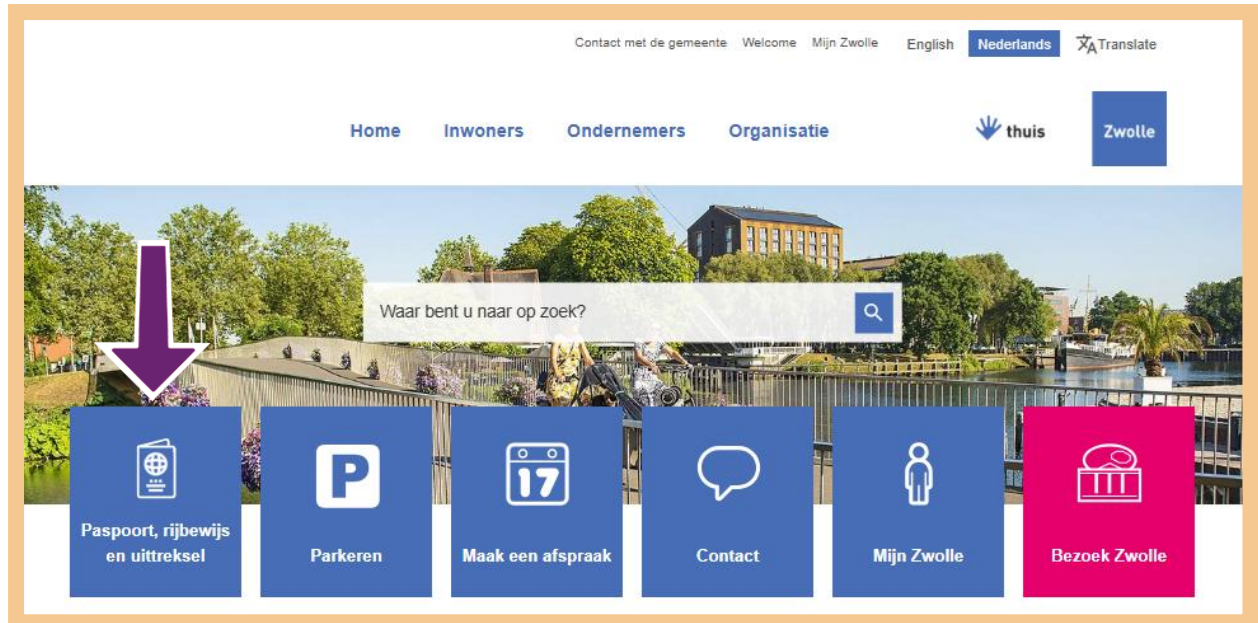 Contact met de gemeente Welcome Mijn Zwolle English Nederlands Translate
Home Inwoners Ondernemers Organisatie thuis Zwolle
Waar bent u naar op zoek?
P
17
Paspoort, rijbewijs
en uittreksel
Parkeren
Maak een afspraak
Contact
Mijn Zwolle
Bezoek Zwolle